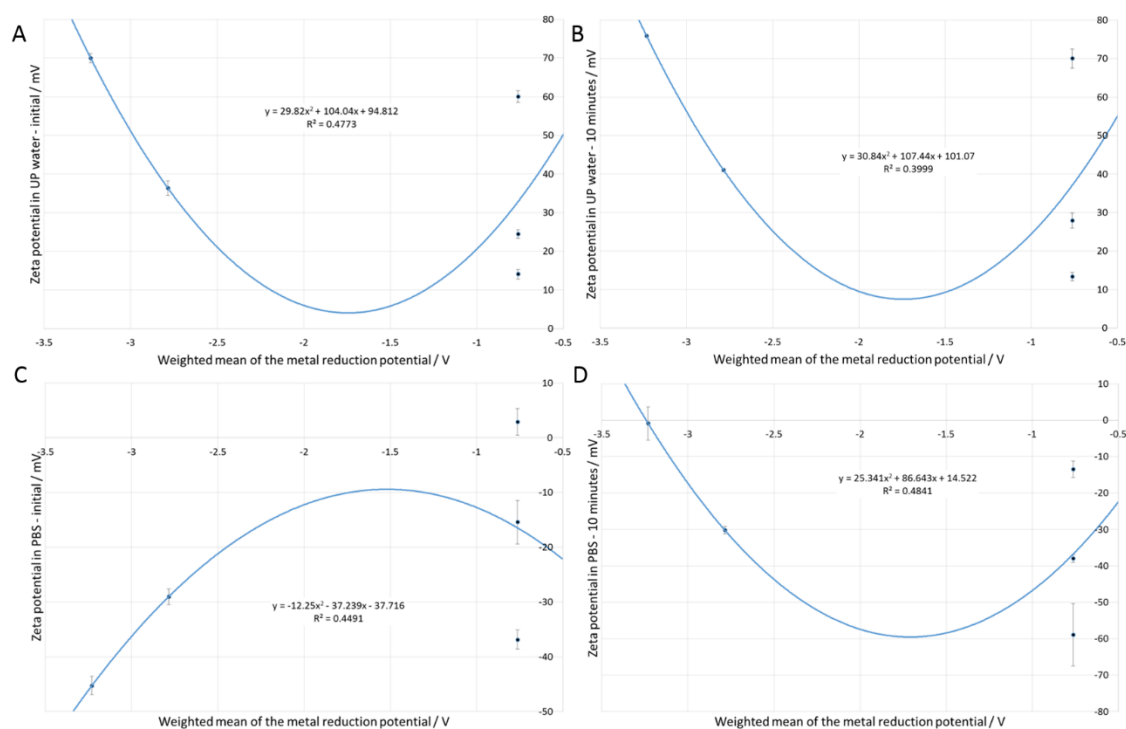 A
Zeta potential in UP water - initial / mV
80
70
60
50
40
30
20
10
0
y = 29.82x² + 104.04x + 94.812
R² = 0.4773
-3.5 -3 -2.5 -2 -1.5 -1 -0.5
Weighted mean of the metal reduction potential / V
B
Zeta potential in UP water - 10 minutes / mV
80
70
60
50
40
30
20
10
0
y = 30.84x² + 107.44x + 101.07
R² = 0.3999
-3.5 -3 -2.5 -2 -1.5 -1 -0.5
Weighted mean of the metal reduction potential / V
C
Zeta potential in PBS - initial / mV
10
0
-3.5 -3 -2.5 -2 -1.5 -1 -0.5
-10
-20
-30
-40
-50
y = -12.25x² - 37.239x - 37.716
R² = 0.4491
Weighted mean of the metal reduction potential / V
D
Zeta potential in PBS - 10 minutes / mV
10
0
-3.5 -3 -2.5 -2 -1.5 -1 -0.5
-10
-20
-30
-40
-50
-60
-70
-80
y = 25.341x² + 86.643x + 14.522
R² = 0.4841
Weighted mean of the metal reduction potential / V